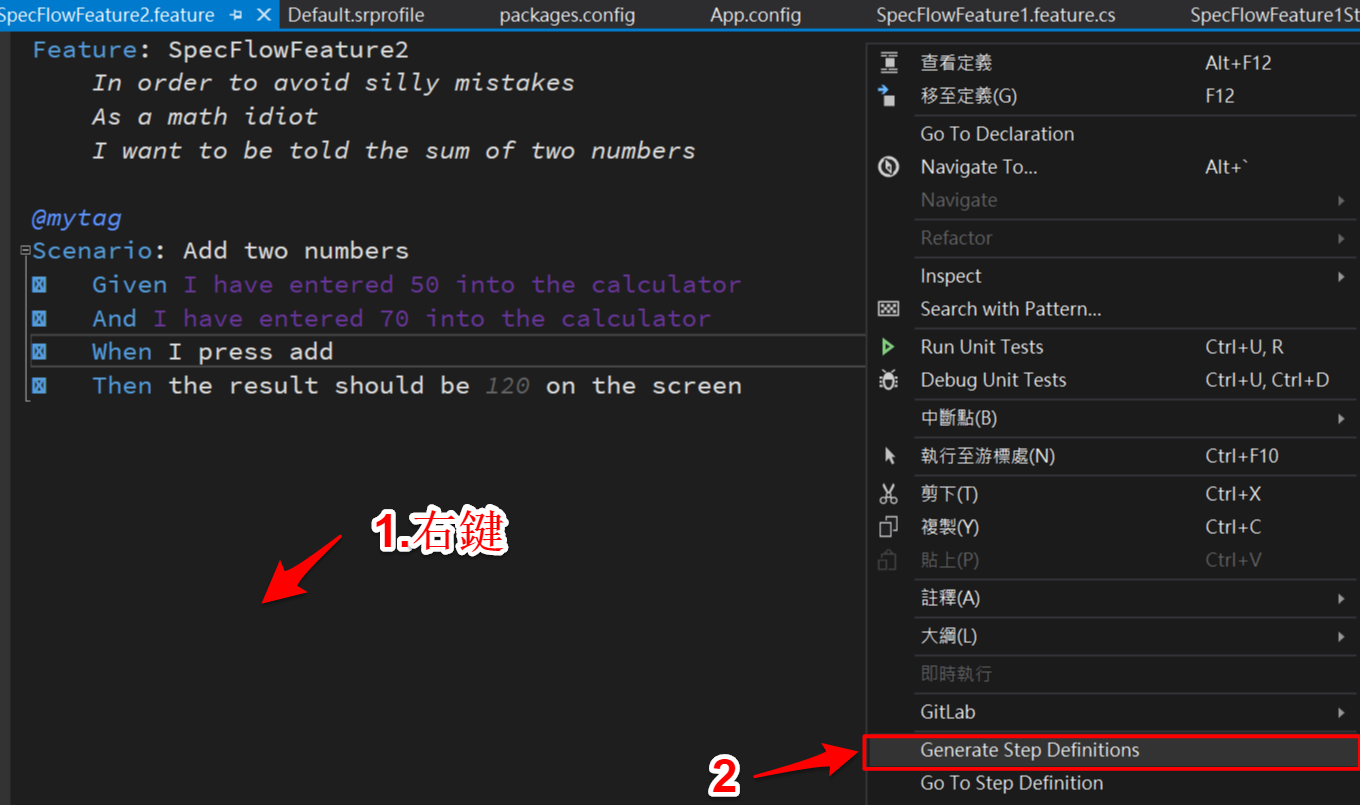 SpecFlowFeature2.feature Default.srprofile packages.config App.config SpecFlowFeature1.feature.cs SpecFlowFeature1St
Feature: SpecFlowFeature2
In order to avoid silly mistakes
As a math idiot
I want to be told the sum of two numbers
@mytag
Scenario: Add two numbers
Given I have entered 50 into the calculator
And I have entered 70 into the calculator
When I press add
Then the result should be 120 on the screen
1.右鍵
查看定義 Alt+F12
移至定義(G) F12
Go To Declaration
Navigate To... Alt+`
Navigate
Refactor
Inspect
Search with Pattern...
Run Unit Tests Ctrl+U, R
Debug Unit Tests Ctrl+U, Ctrl+D
中斷點(B)
執行至游標處(N) Ctrl+F10
剪下(T) Ctrl+X
複製(Y) Ctrl+C
貼上(P) Ctrl+V
註釋(A)
大綱(L)
即時執行
GitLab
2
Generate Step Definitions
Go To Step Definition